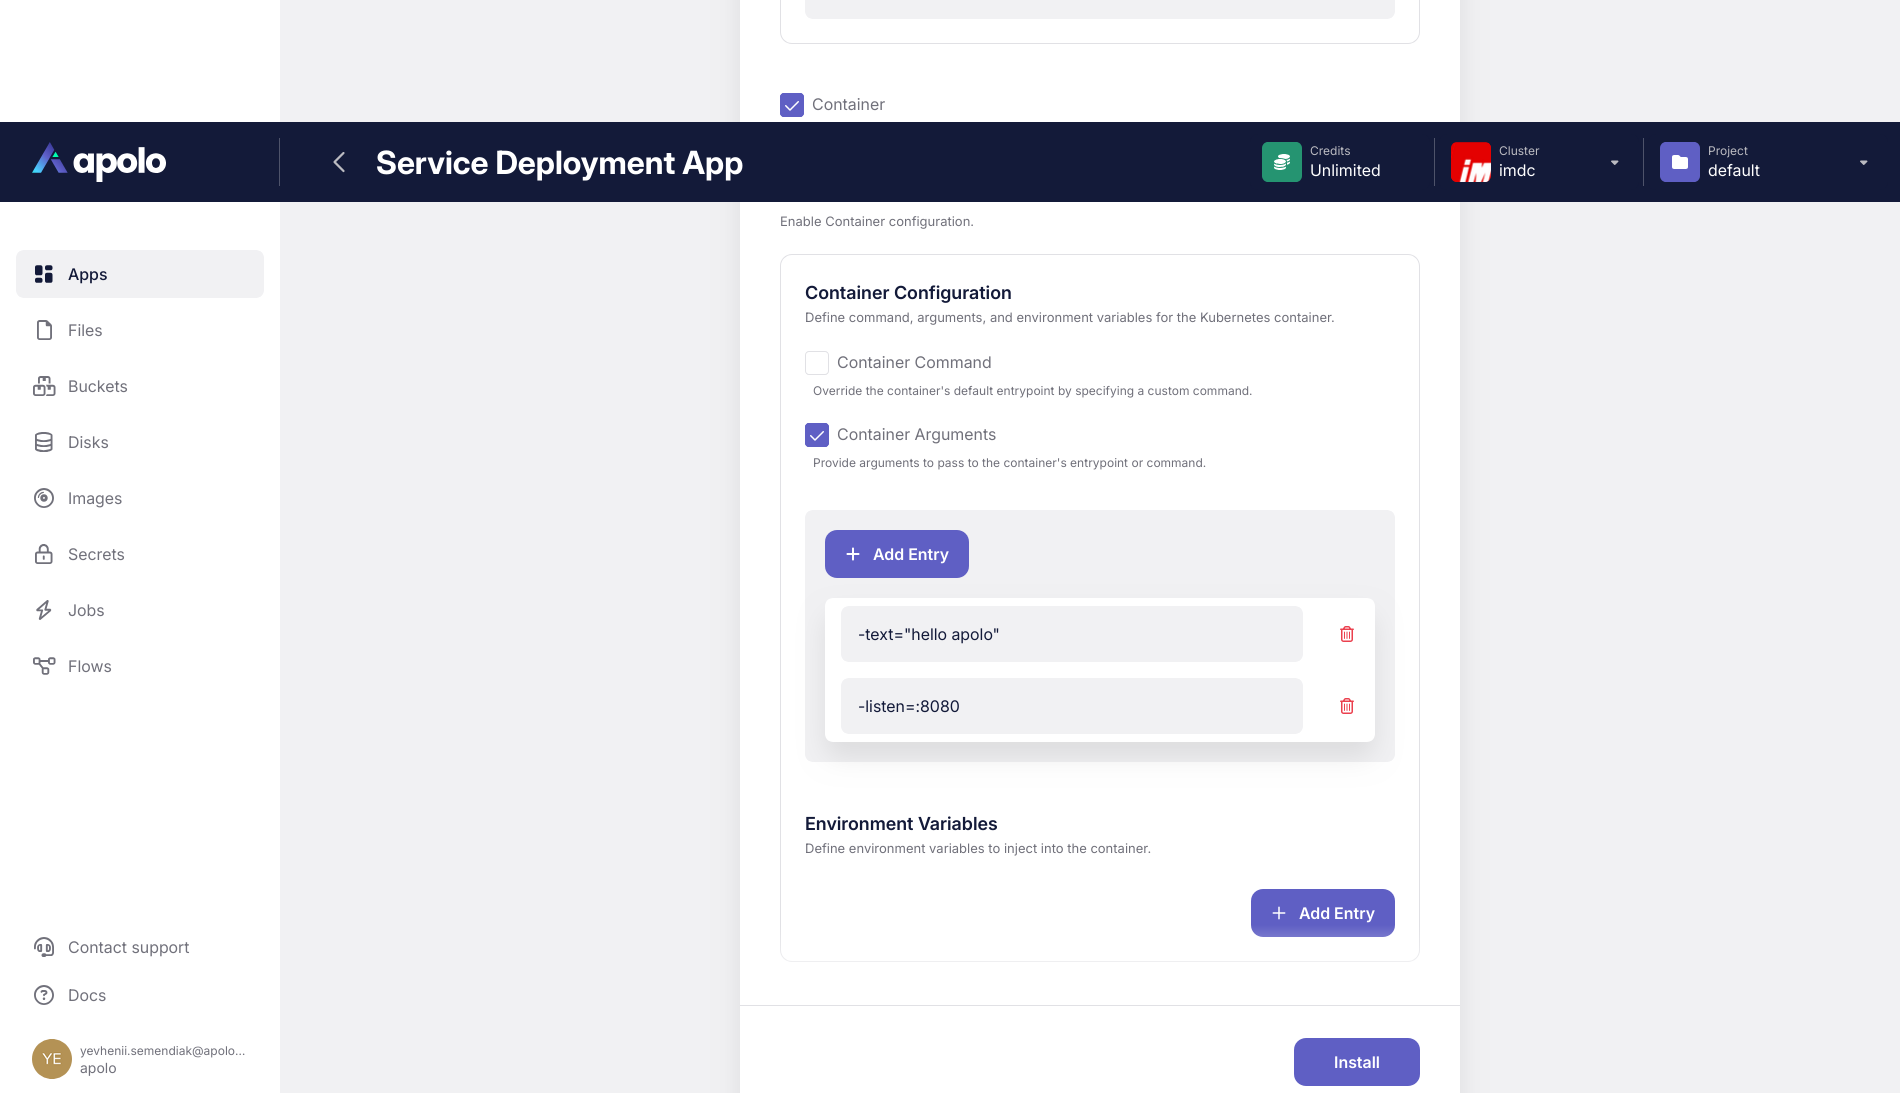 Container
apolo
Service Deployment App
Credits
Unlimited
iM
Cluster
imdc
Project
default
Enable Container configuration.
Apps
Files
Buckets
Disks
Images
Secrets
Jobs
Flows
Container Configuration
Define command, arguments, and environment variables for the Kubernetes container.
Container Command
Override the container's default entrypoint by specifying a custom command.
Container Arguments
Provide arguments to pass to the container's entrypoint or command.
Add Entry
-text="hello apolo"
-listen=:8080
Environment Variables
Define environment variables to inject into the container.
Add Entry
Install
Contact support
Docs
YE
yevhenii.semendiak@apolo...
apolo